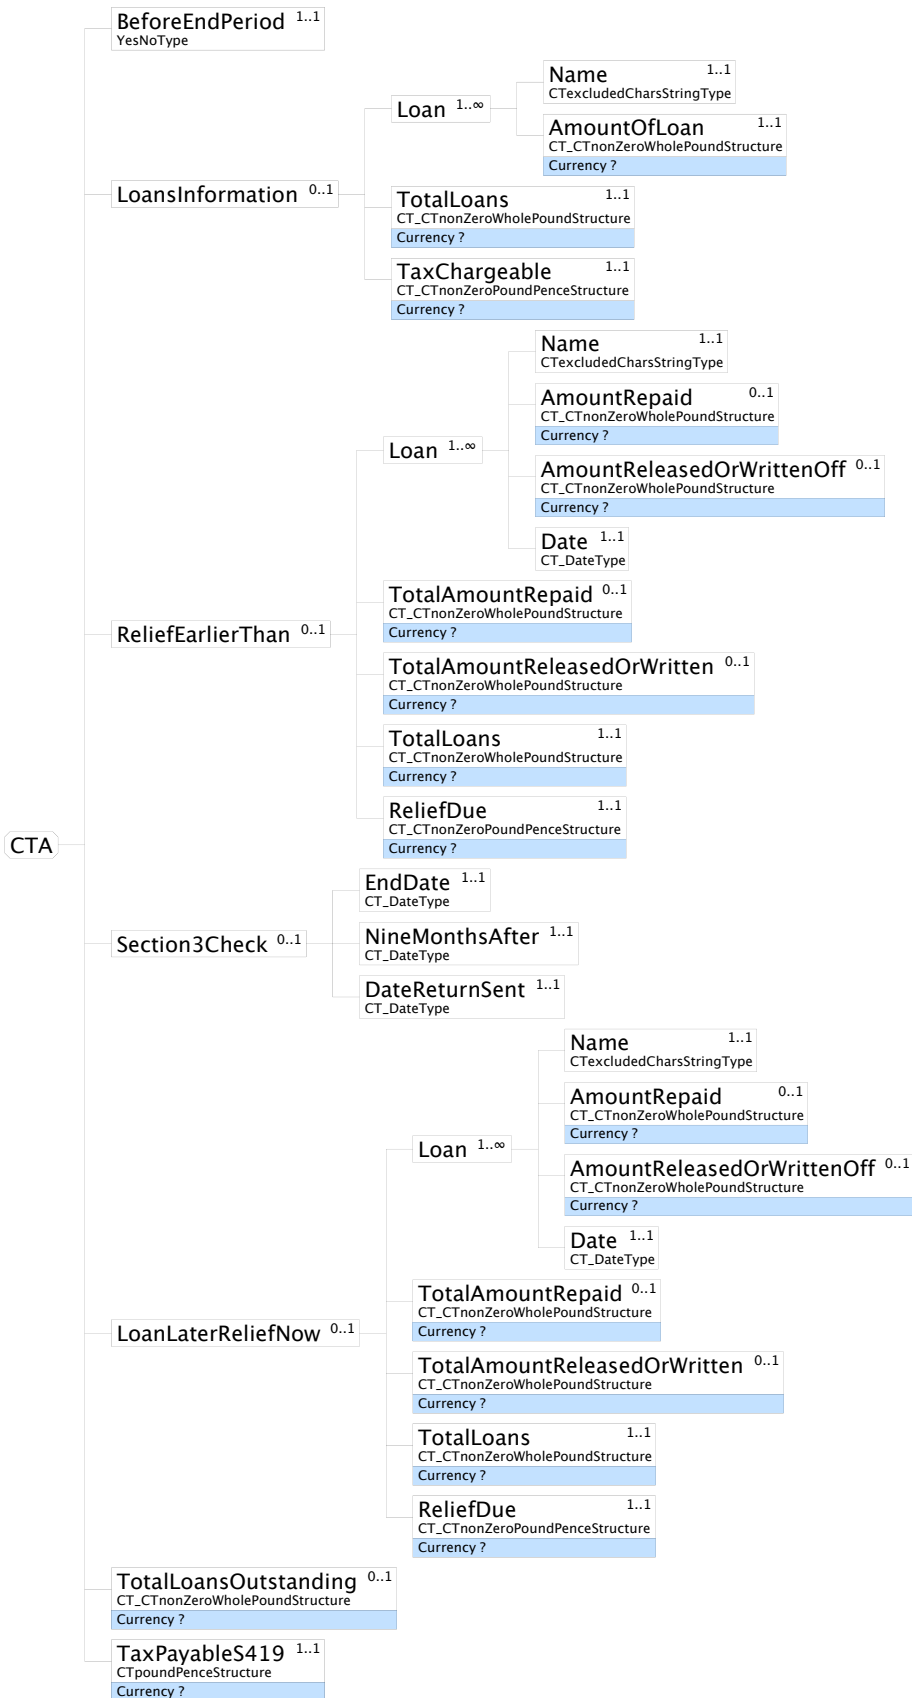 BeforeEndPeriod 1..1
YesNoType
Name 1..1
CTexcludedCharsStringType
Loan 1..∞
AmountOfLoan 1..1
CT_CTnonZeroWholePoundStructure
Currency ?
LoansInformation 0..1
TotalLoans 1..1
CT_CTnonZeroWholePoundStructure
Currency ?
TaxChargeable 1..1
CT_CTnonZeroPoundPenceStructure
Currency ?
Name 1..1
CTexcludedCharsStringType
AmountRepaid 0..1
CT_CTnonZeroWholePoundStructure
Currency ?
Loan 1..∞
AmountReleasedOrWrittenOff 0..1
CT_CTnonZeroWholePoundStructure
Currency ?
Date 1..1
CT_DateType
TotalAmountRepaid 0..1
CT_CTnonZeroWholePoundStructure
Currency ?
ReliefEarlierThan 0..1
TotalAmountReleasedOrWritten 0..1
CT_CTnonZeroWholePoundStructure
Currency ?
TotalLoans 1..1
CT_CTnonZeroWholePoundStructure
Currency ?
ReliefDue 1..1
CT_CTnonZeroPoundPenceStructure
Currency ?
CTA
EndDate 1..1
CT_DateType
Section3Check 0..1
NineMonthsAfter 1..1
CT_DateType
DateReturnSent 1..1
CT_DateType
Name 1..1
CTexcludedCharsStringType
AmountRepaid 0..1
CT_CTnonZeroWholePoundStructure
Currency ?
Loan 1..∞
AmountReleasedOrWrittenOff 0..1
CT_CTnonZeroWholePoundStructure
Currency ?
Date 1..1
CT_DateType
TotalAmountRepaid 0..1
CT_CTnonZeroWholePoundStructure
Currency ?
LoanLaterReliefNow 0..1
TotalAmountReleasedOrWritten 0..1
CT_CTnonZeroWholePoundStructure
Currency ?
TotalLoans 1..1
CT_CTnonZeroWholePoundStructure
Currency ?
ReliefDue 1..1
CT_CTnonZeroPoundPenceStructure
Currency ?
TotalLoansOutstanding 0..1
CT_CTnonZeroWholePoundStructure
Currency ?
TaxPayableS419 1..1
CTpoundPenceStructure
Currency ?